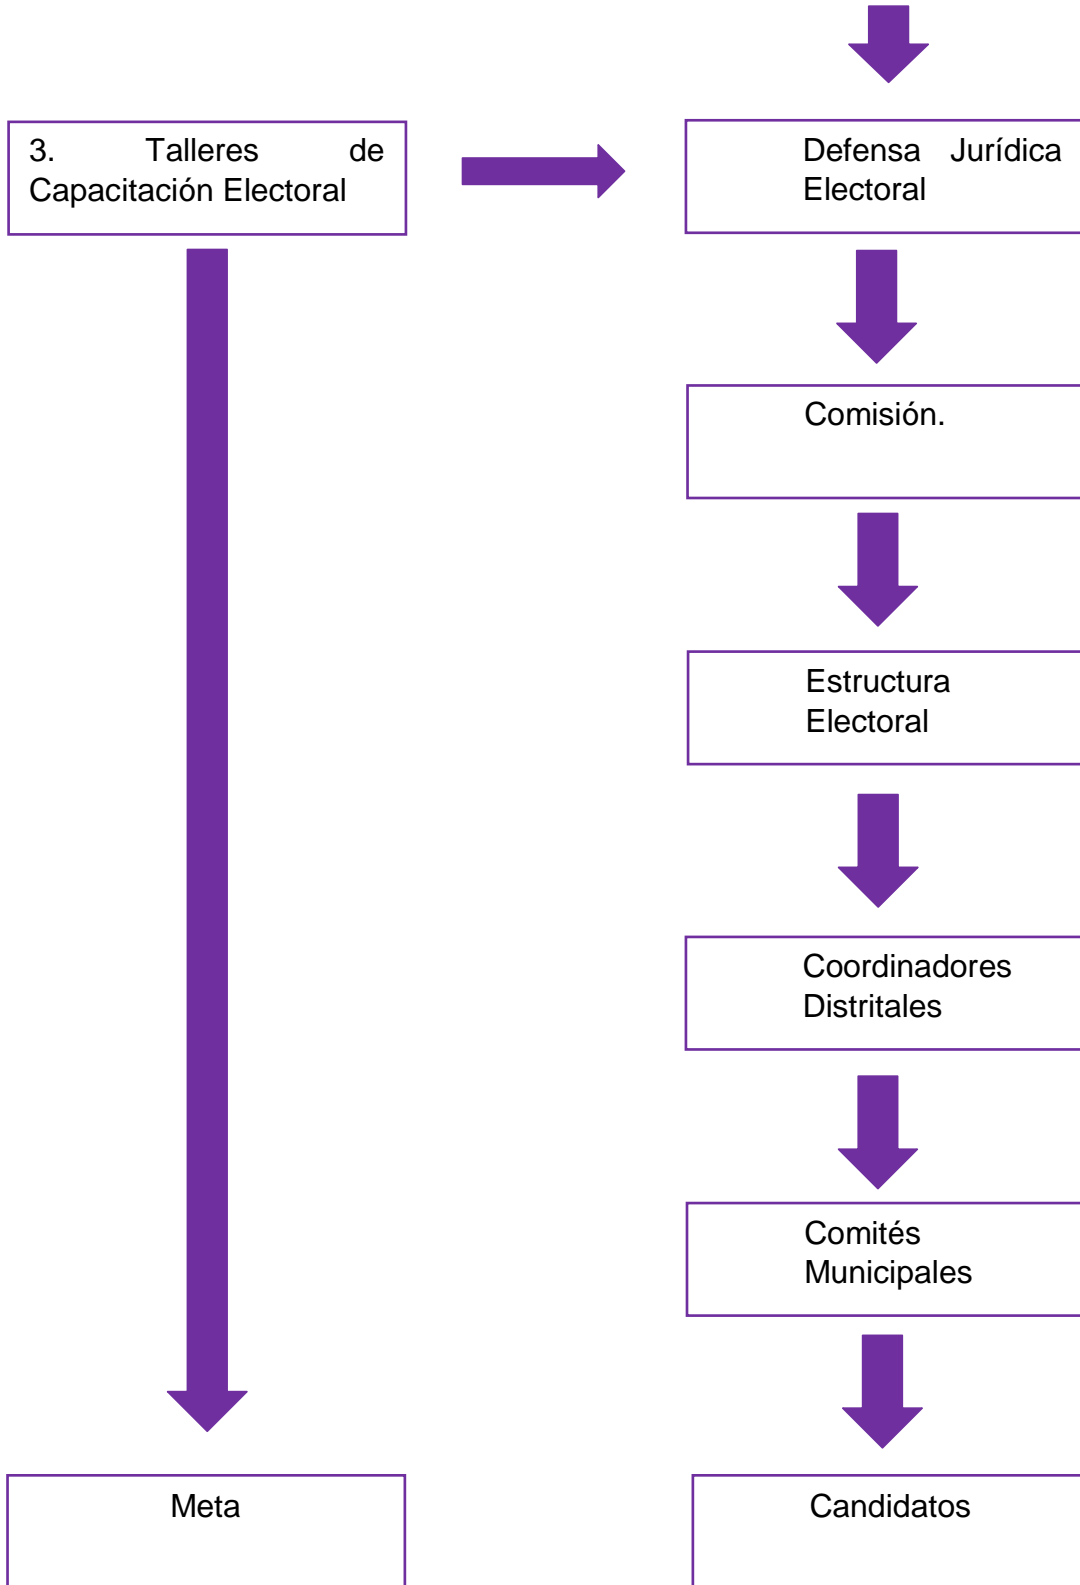 3. Talleres de
Capacitación Electoral
Defensa Jurídica
Electoral
Comisión.
Estructura
Electoral
Coordinadores
Distritales
Comités
Municipales
Meta
Candidatos